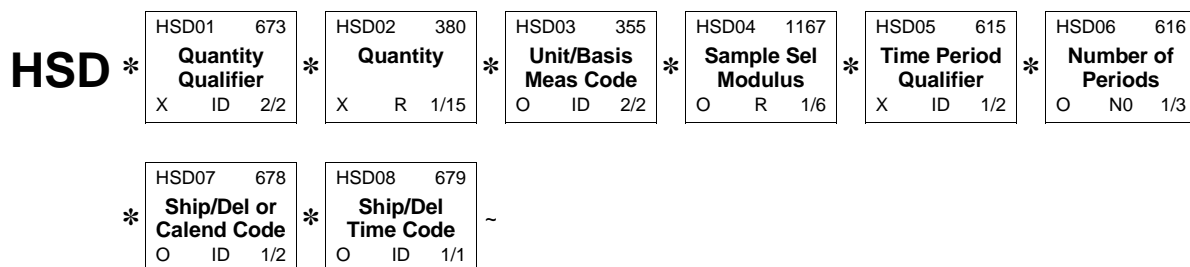 HSD * HSD01 673 * HSD02 380 * HSD03 355 * HSD04 1167 * HSD05 615 * HSD06 616
Quantity Quantity Unit/Basis Sample Sel Time Period Number of
Qualifier Meas Code Modulus Qualifier Periods
X ID 2/2 X R 1/15 O ID 2/2 O R 1/6 X ID 1/2 O N0 1/3
* HSD07 678 * HSD08 679 ~
Ship/Del or Ship/Del
Calend Code Time Code
O ID 1/2 O ID 1/1